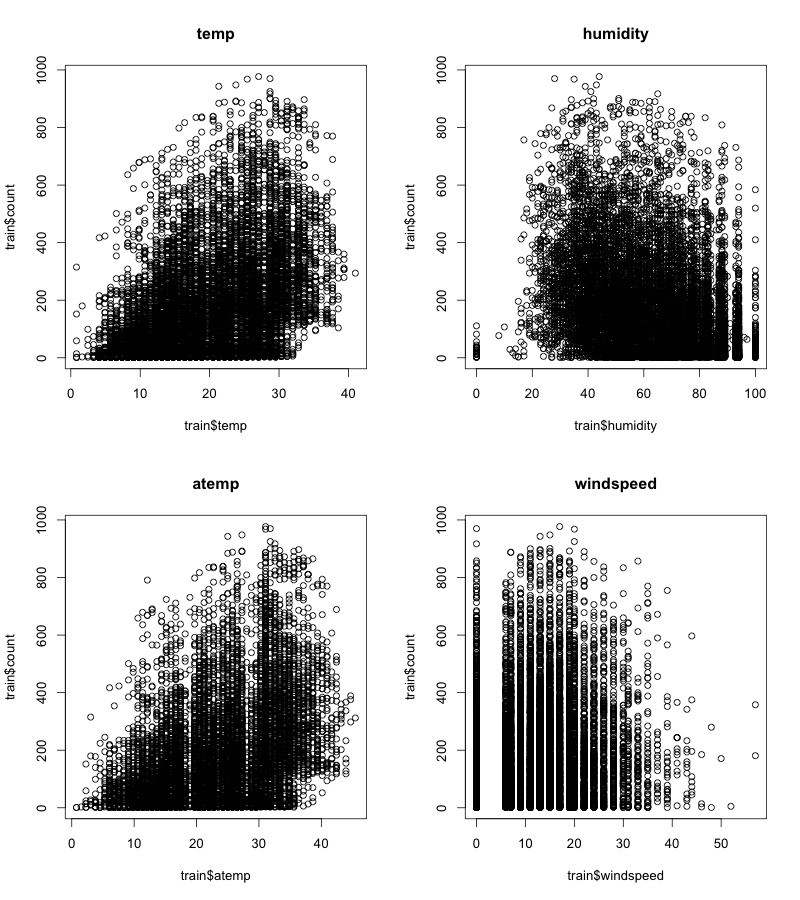 temp
train$count
0 200 400 600 800 1000
0 10 20 30 40
train$temp
humidity
train$count
0 200 400 600 800 1000
0 20 40 60 80 100
train$humidity
atemp
train$count
0 200 400 600 800 1000
0 10 20 30 40
train$atemp
windspeed
train$count
0 200 400 600 800 1000
0 10 20 30 40 50
train$windspeed